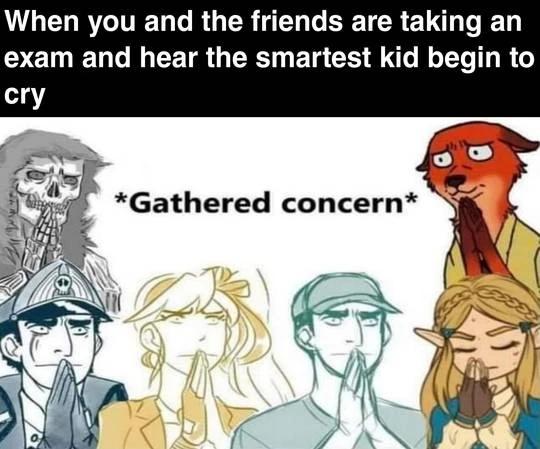 When you and the friends are taking an
exam and hear the smartest kid begin to
cry
*Gathered concern*